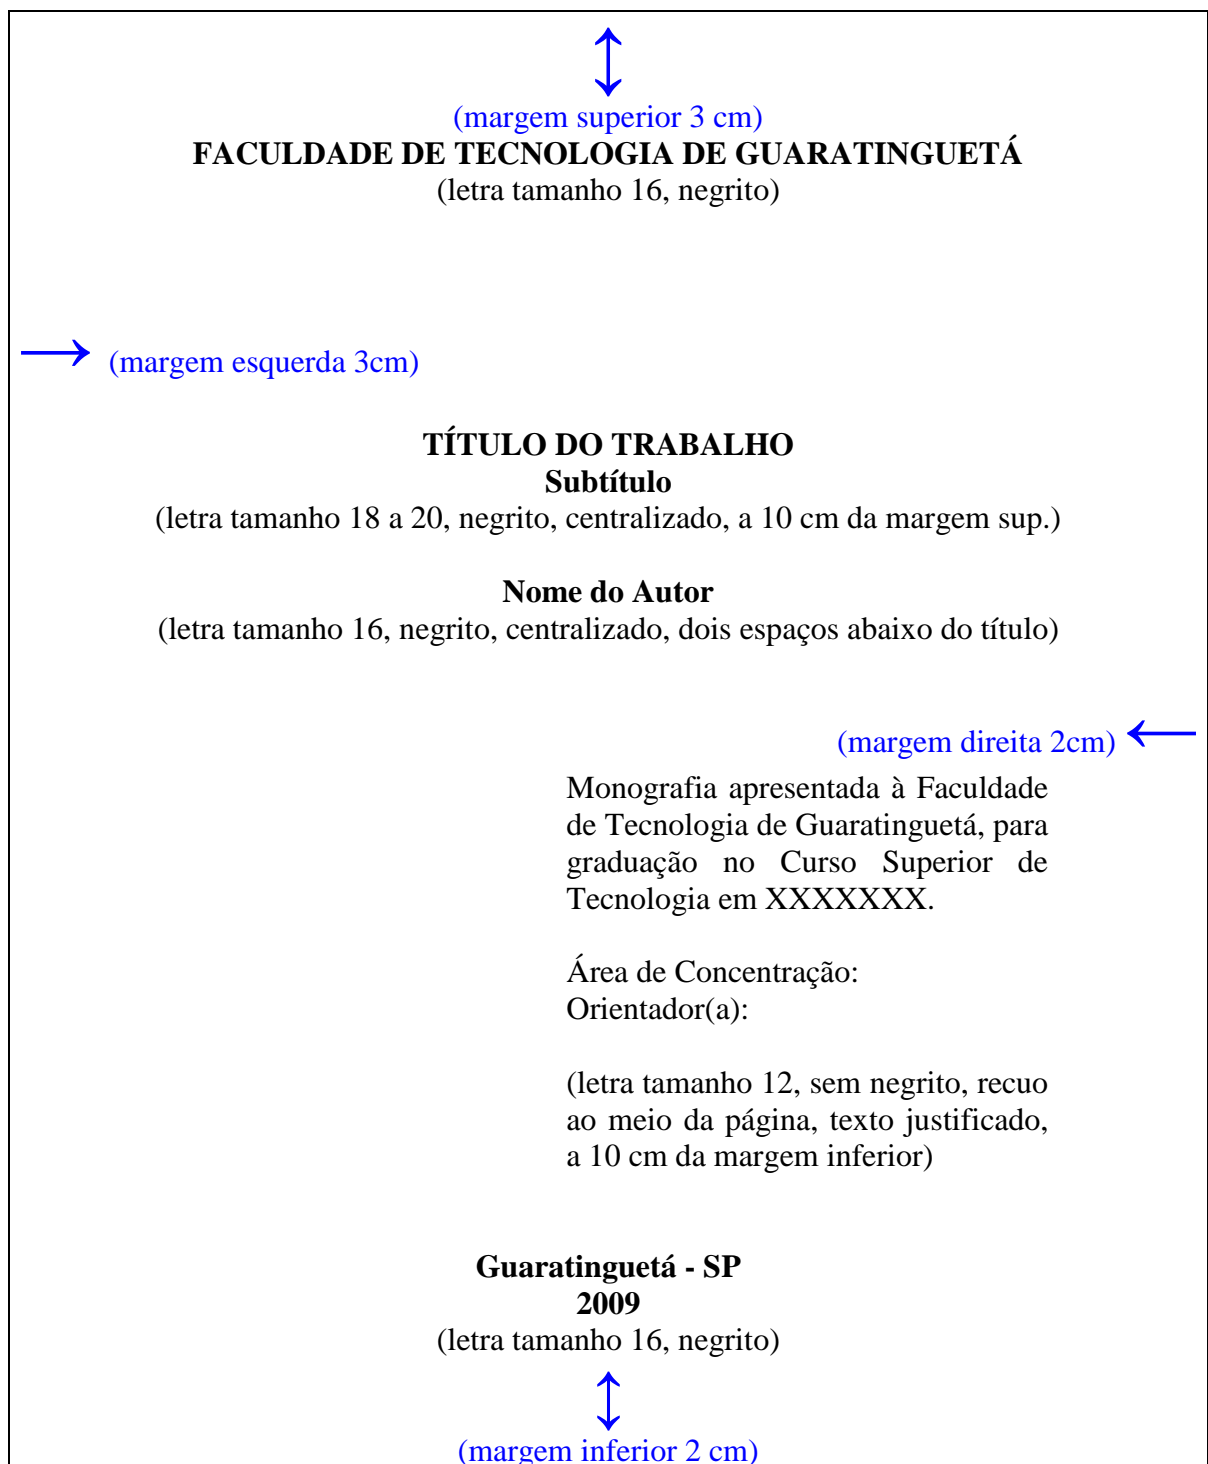 (margem superior 3 cm)
FACULDADE DE TECNOLOGIA DE GUARATINGUETÁ
(letra tamanho 16, negrito)
(margem esquerda 3cm)
TÍTULO DO TRABALHO
Subtítulo
(letra tamanho 18 a 20, negrito, centralizado, a 10 cm da margem sup.)
Nome do Autor
(letra tamanho 16, negrito, centralizado, dois espaços abaixo do título)
(margem direita 2cm)
Monografia apresentada à Faculdade
de Tecnologia de Guaratinguetá, para
graduação no Curso Superior de
Tecnologia em XXXXXXX.
Área de Concentração:
Orientador(a):
(letra tamanho 12, sem negrito, recuo
ao meio da página, texto justificado,
a 10 cm da margem inferior)
Guaratinguetá - SP
2009
(letra tamanho 16, negrito)
(margem inferior 2 cm)